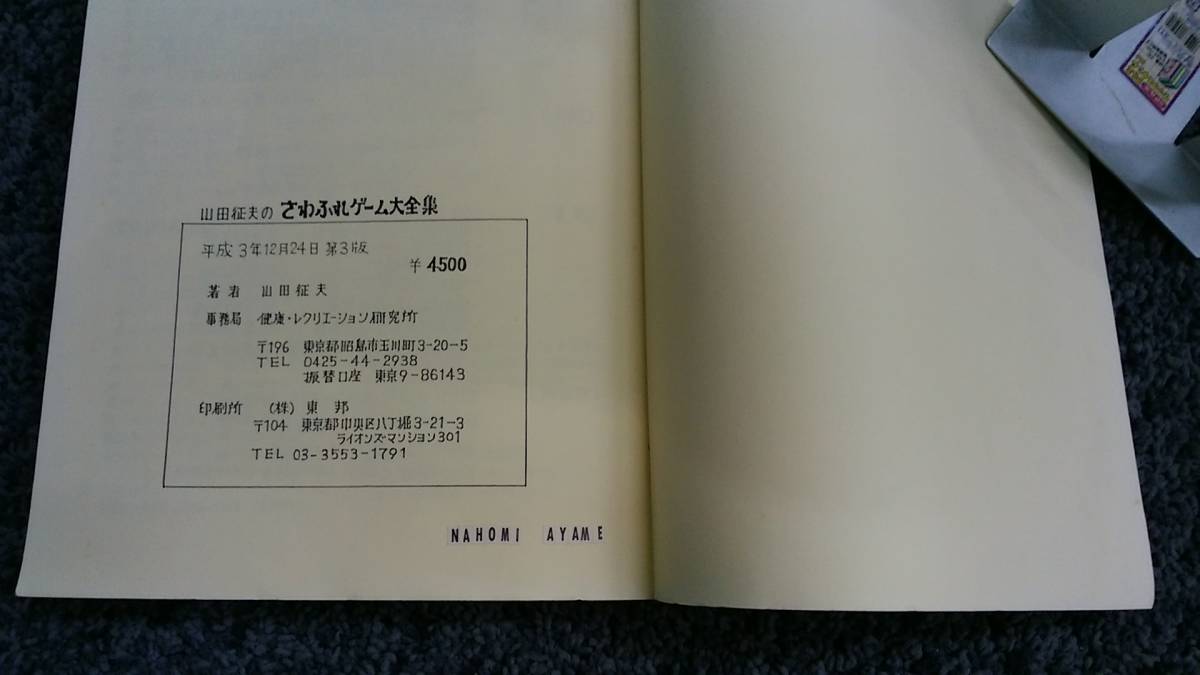 山田征夫の さわふれゲーム大全集
平成3年12月24日 第3版
¥4500
著者 山田征夫
事務局 健康・レクリエーション研究所
〒196 東京都昭島市玉川町3-20-5
TEL 0425-44-2938
振替口座 東京9-86143
印刷所 (株)東邦
〒104 東京都中央区八丁堀3-21-3
ライオンズ・マンション301
TEL 03-3553-1791
NAHOMI AYAME